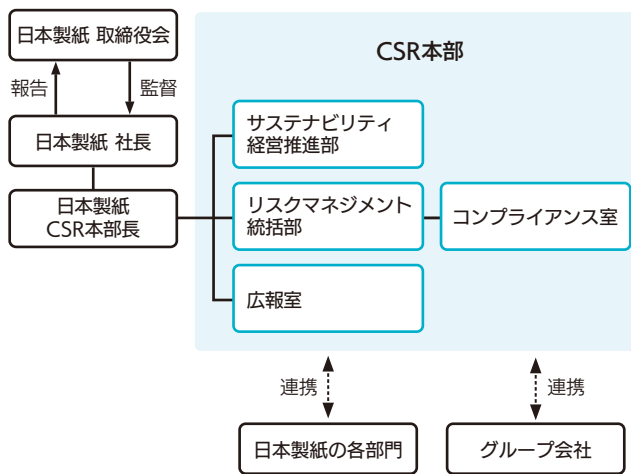 日本製紙 取締役会
報告
監督
日本製紙 社長
日本製紙
CSR本部長
CSR本部
サステナビリティ
経営推進部
リスクマネジメント
統括部
コンプライアンス室
広報室
連携
連携
日本製紙の各部門
グループ会社